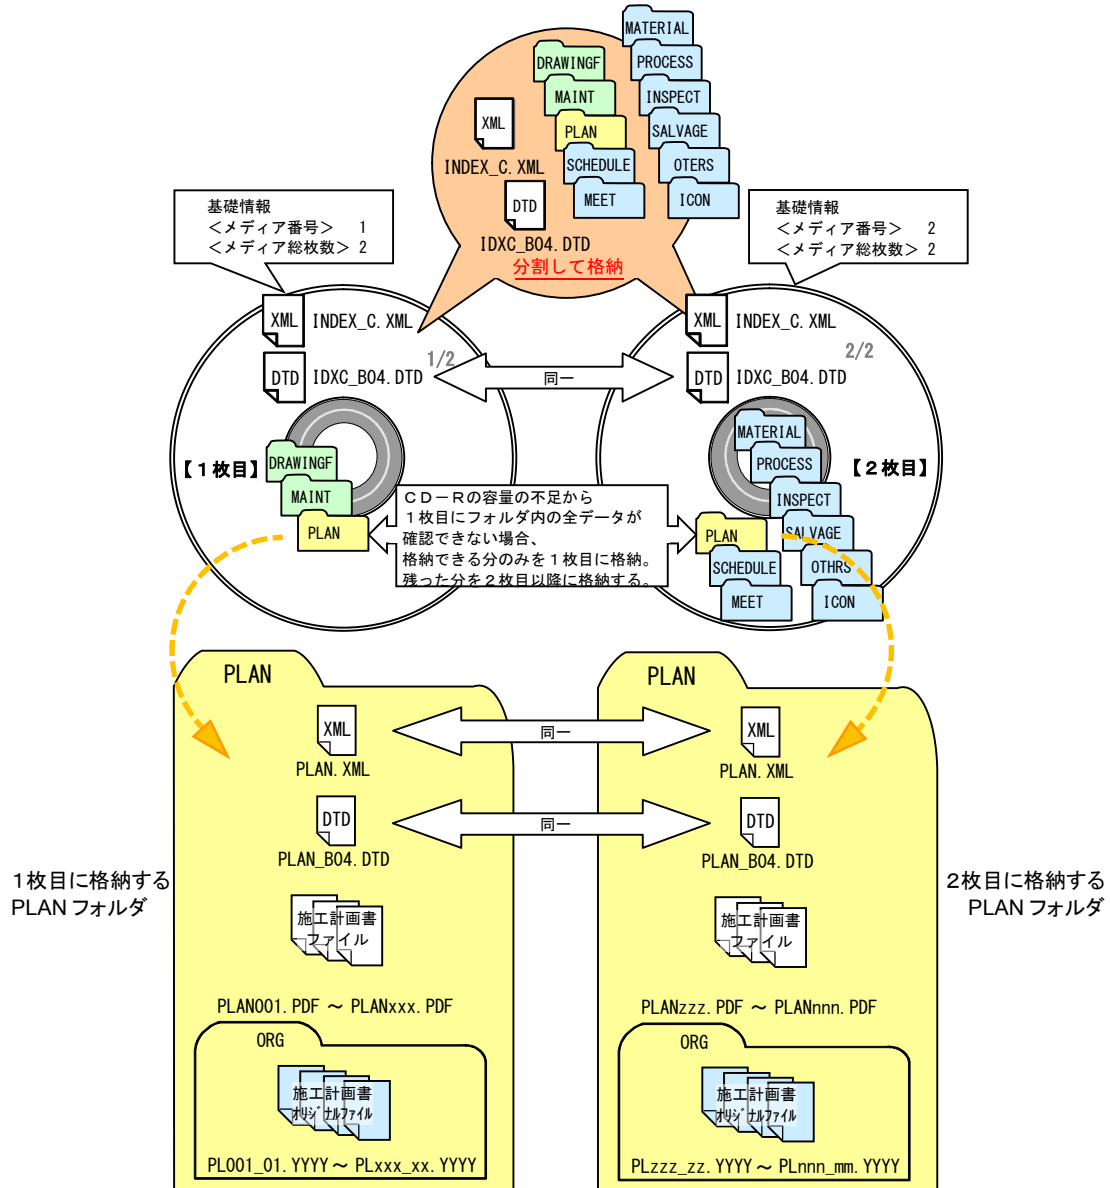 MATERIAL
DRAWINGF
PROCESS
MAINT
INSPECT
XML
PLAN
SALVAGE
INDEX_C.XML
SCHEDULE
OTERS
DTD
MEET
ICON
IDXC_B04.DTD
分割して格納
基礎情報
＜メディア番号＞ 1
＜メディア総枚数＞ 2
基礎情報
＜メディア番号＞ 2
＜メディア総枚数＞ 2
XML
INDEX_C.XML
1/2
DTD
IDXC_B04.DTD
同一
XML
INDEX_C.XML
2/2
DTD
IDXC_B04.DTD
【１枚目】
DRAWINGF
MAINT
PLAN
ＣＤ－Ｒの容量の不足から
１枚目にフォルダ内の全データが
確認できない場合、
格納できる分のみを１枚目に格納。
残った分を２枚目以降に格納する。
【２枚目】
MATERIAL
PROCESS
INSPECT
PLAN
SALVAGE
SCHEDULE
OTHRS
MEET
ICON
PLAN
XML
PLAN.XML
同一
DTD
PLAN_B04.DTD
同一
PLAN
XML
PLAN.XML
DTD
PLAN_B04.DTD
１枚目に格納する
PLAN フォルダ
２枚目に格納する
PLAN フォルダ
施工計画書
ファイル
PLAN001.PDF ～ PLANxxx.PDF
ORG
施工計画書
ｵﾘｼﾞﾅﾙﾌｧｲﾙ
PL001_01.YYYY～ PLxxx_xx.YYYY
施工計画書
ファイル
PLANzzz.PDF ～ PLANnnn.PDF
ORG
施工計画書
ｵﾘｼﾞﾅﾙﾌｧｲﾙ
PLzzz_zz.YYYY～ PLnnn_mm.YYYY